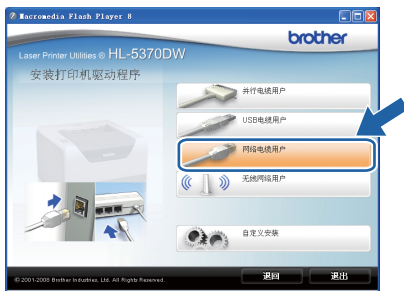 Macromedia Flash Player 8
brother
Laser Printer Utilities ® HL-5370DW
安装打印机驱动程序
并行电缆用户
USB电缆用户
网络电缆用户
无线网络用户
自定义安装
© 2001-2008 Brother Industries, Ltd. All Rights Reserved.
退回
退出